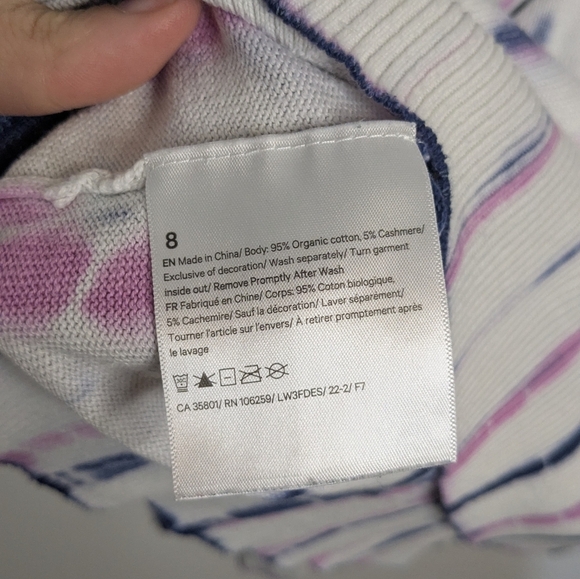 8
EN Made in China/ Body: 95% Organic cotton, 5% Cashmere/
Exclusive of decoration/ Wash separately/ Turn garment
inside out/ Remove Promptly After Wash
FR Fabriqué en Chine/ Corps: 95% Coton biologique,
5% Cachemire/ Sauf la décoration/ Laver séparément/
Tourner l'article sur l'envers/ À retirer promptement après
le lavage
CA 35801/ RN 106259/ LW3FDES/ 22-2/ F7